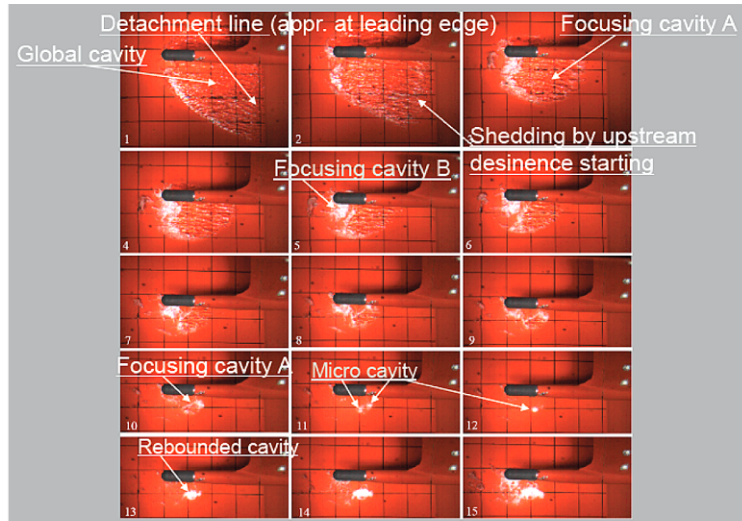 Detachment line (appr. at leading edge)
Global cavity
Focusing cavity A
1
2
3
Shedding by upstream
desinence starting
Focusing cavity B
4
5
6
7
8
9
Focusing cavity A
Micro cavity
10
11
12
Rebounded cavity
13
14
15